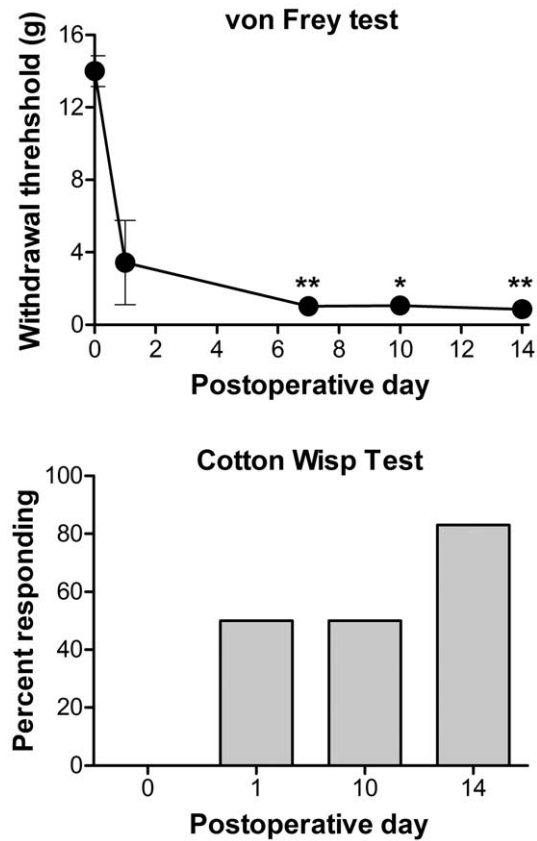 von Frey test
Withdrawal threhshold (g)
16
12
8
4
0
** * **
0 2 4 6 8 10 12 14
Postoperative day
Cotton Wisp Test
Percent responding
100
80
60
40
20
0
0 1 10 14
Postoperative day